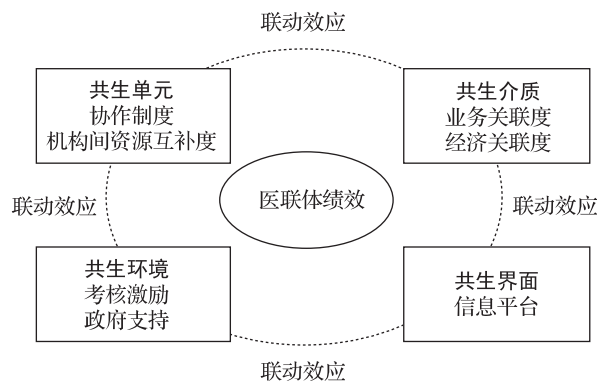 联动效应
共生单元
协作制度
机构间资源互补度
共生介质
业务关联度
经济关联度
联动效应
医联体绩效
联动效应
共生环境
考核激励
政府支持
共生界面
信息平台
联动效应